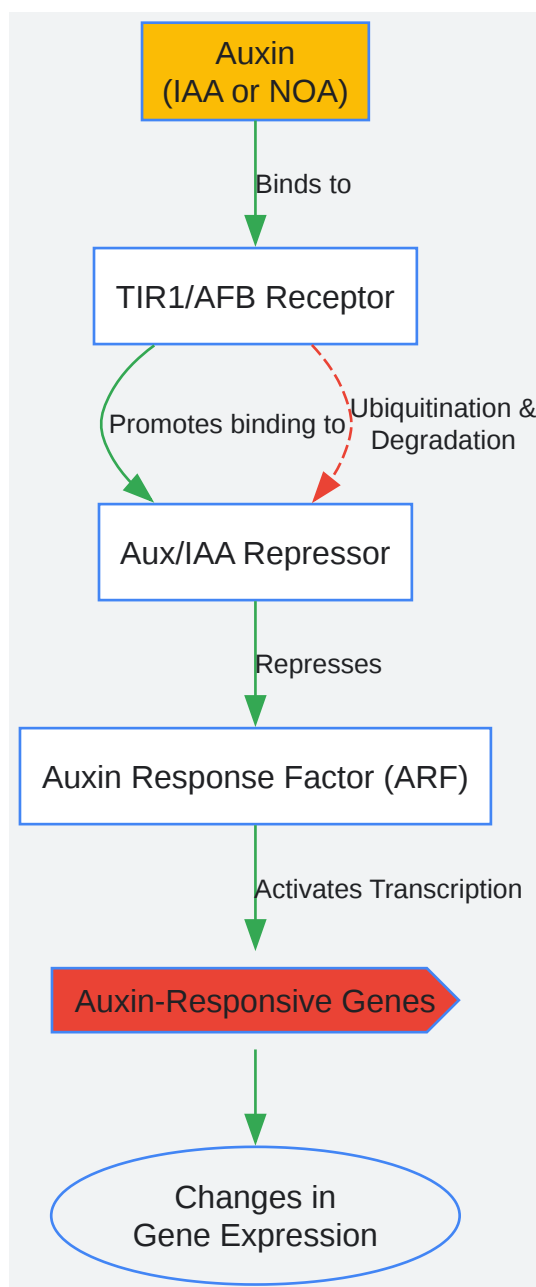 Auxin
(IAA or NOA)
Binds to
TIR1/AFB Receptor
Promotes binding to
Ubiquitination &
Degradation
Aux/IAA Repressor
Represses
Auxin Response Factor (ARF)
Activates Transcription
Auxin-Responsive Genes
Changes in
Gene Expression